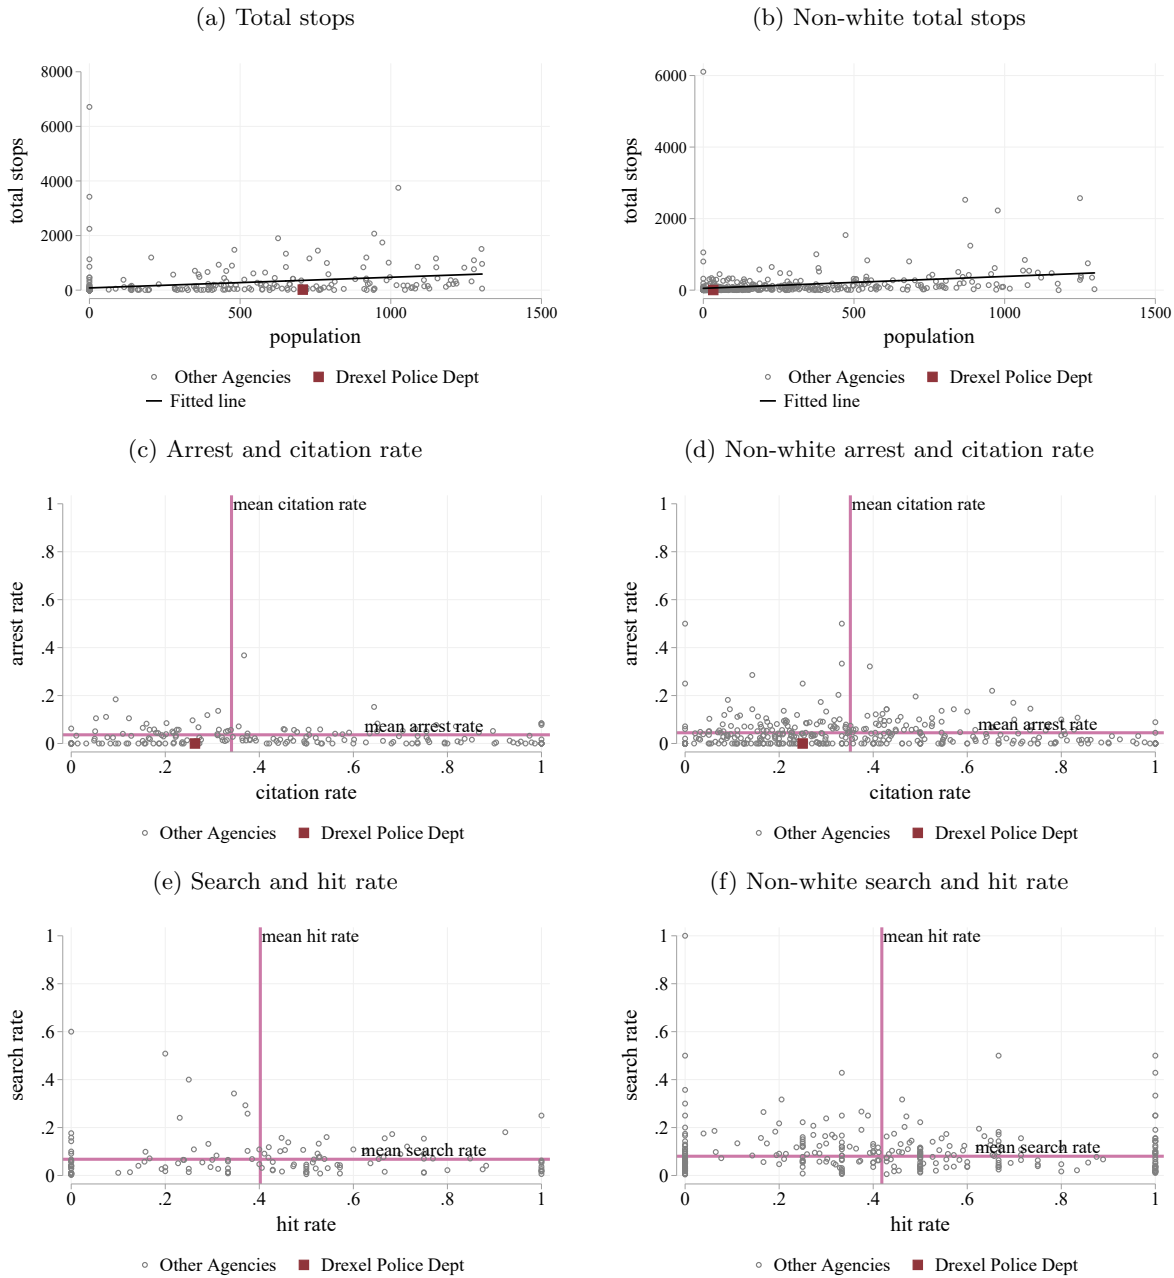 (a) Total stops
8000
6000
4000
2000
0
total stops
0 500 1000 1500
population
Other Agencies Drexel Police Dept
Fitted line
(b) Non-white total stops
6000
4000
2000
0
total stops
0 500 1000 1500
population
Other Agencies Drexel Police Dept
Fitted line
(c) Arrest and citation rate
1
.8
.6
.4
.2
0
arrest rate
mean citation rate
mean arrest rate
0 .2 .4 .6 .8 1
citation rate
Other Agencies Drexel Police Dept
(d) Non-white arrest and citation rate
1
.8
.6
.4
.2
0
arrest rate
mean citation rate
mean arrest rate
0 .2 .4 .6 .8 1
citation rate
Other Agencies Drexel Police Dept
(e) Search and hit rate
1
.8
.6
.4
.2
0
search rate
mean hit rate
mean search rate
0 .2 .4 .6 .8 1
hit rate
Other Agencies Drexel Police Dept
(f) Non-white search and hit rate
1
.8
.6
.4
.2
0
search rate
mean hit rate
mean search rate
0 .2 .4 .6 .8 1
hit rate
Other Agencies Drexel Police Dept